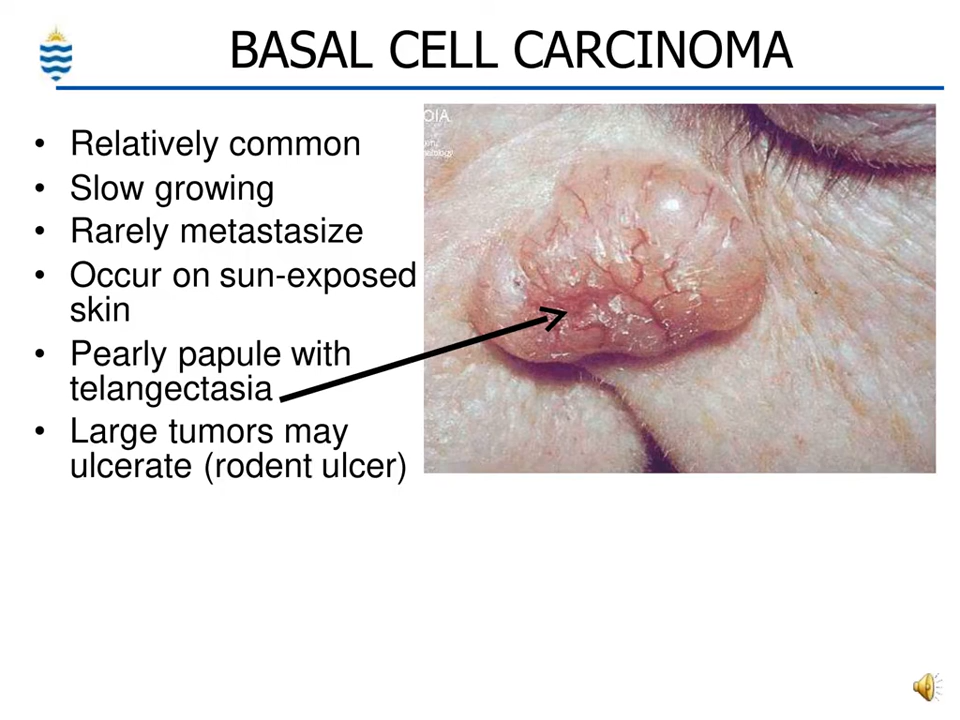 BASAL CELL CARCINOMA
• Relatively common
• Slow growing
• Rarely metastasize
• Occur on sun-exposed
skin
• Pearly papule with
telangectasia
• Large tumors may
ulcerate (rodent ulcer)
OIA